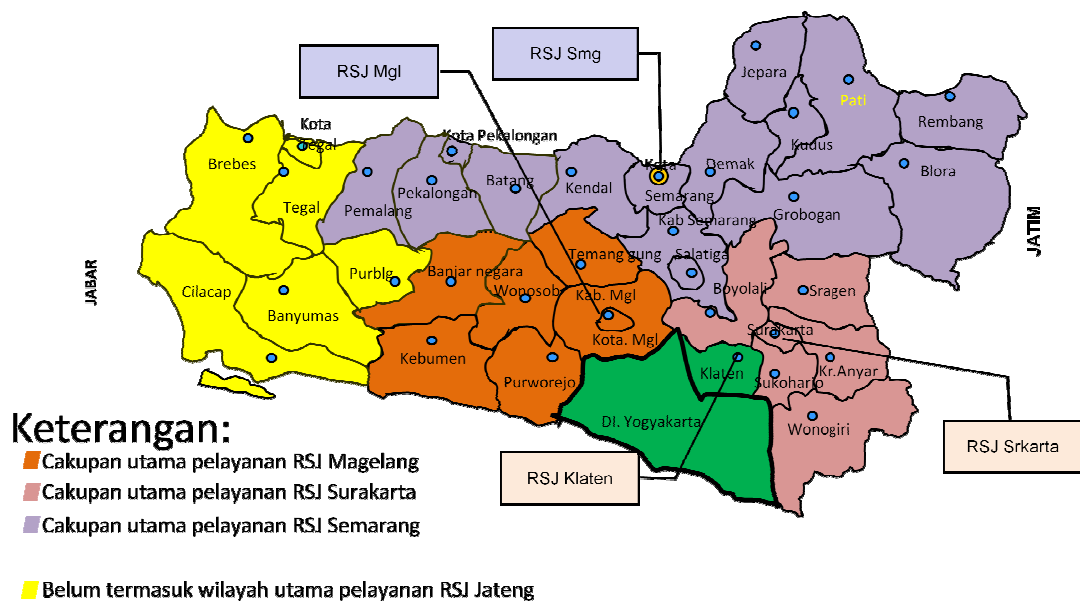 RSJ Smg
RSJ Mgl
Jepara
Pati
Rembang
Kota
Tegal
Kota Pekalongan
Kudus
Brebes
Kota
Demak
Blora
Batang
Kendal
Semarang
Pekalongan
Tegal
Pemalang
Kab Semarang
Grobogan
JATIM
JABAR
Temang gung
Salatiga
Purblg
Banjar negara
Cilacap
Wonosob
Kab. Mgl
Boyolali
Sragen
Banyumas
Surakarta
Kota. Mgl
Kebumen
Klaten
Kr.Anyar
Purworejo
Sukoharjo
DI. Yogyakarta
Wonogiri
Keterangan:
RSJ Srkarta
Cakupan utama pelayanan RSJ Magelang
RSJ Klaten
Cakupan utama pelayanan RSJ Surakarta
Cakupan utama pelayanan RSJ Semarang
Belum termasuk wilayah utama pelayanan RSJ Jateng